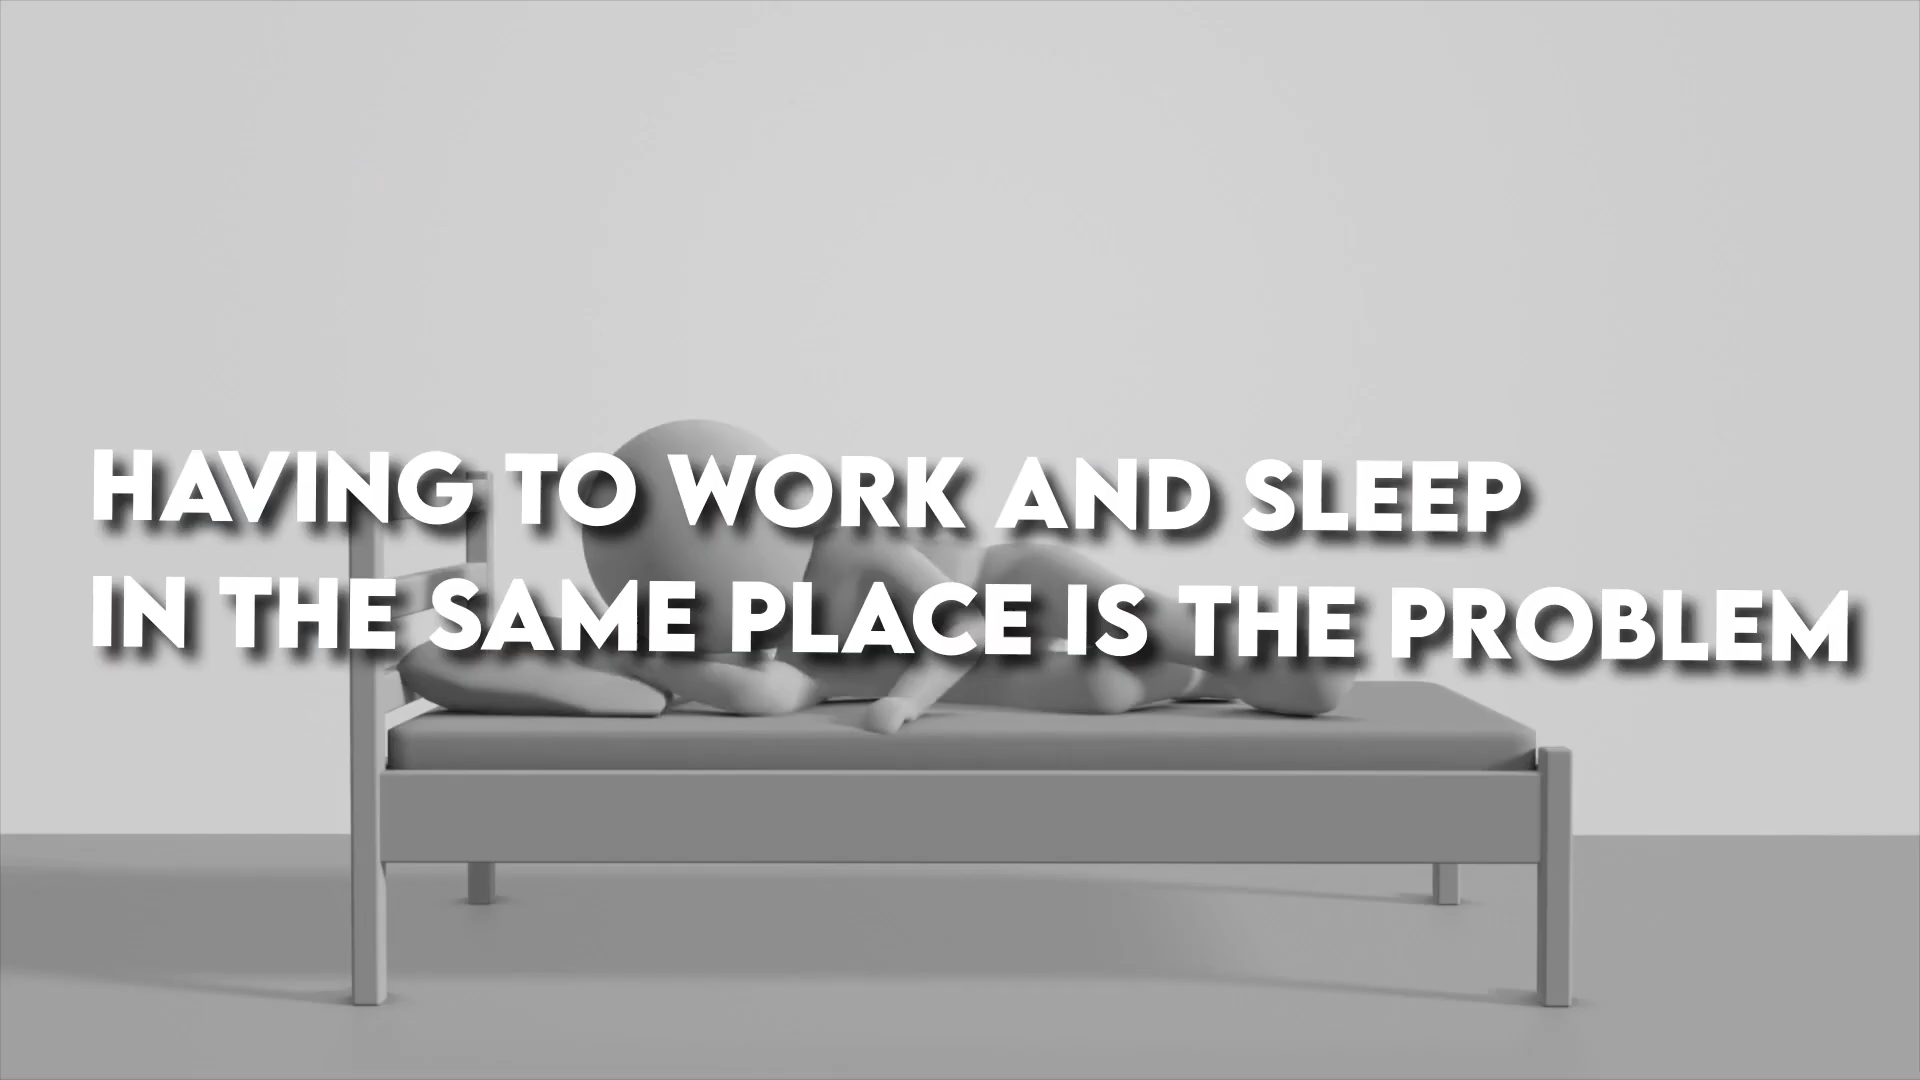 HAVING TO WORK AND SLEEP
IN THE SAME PLACE IS THE PROBLEM